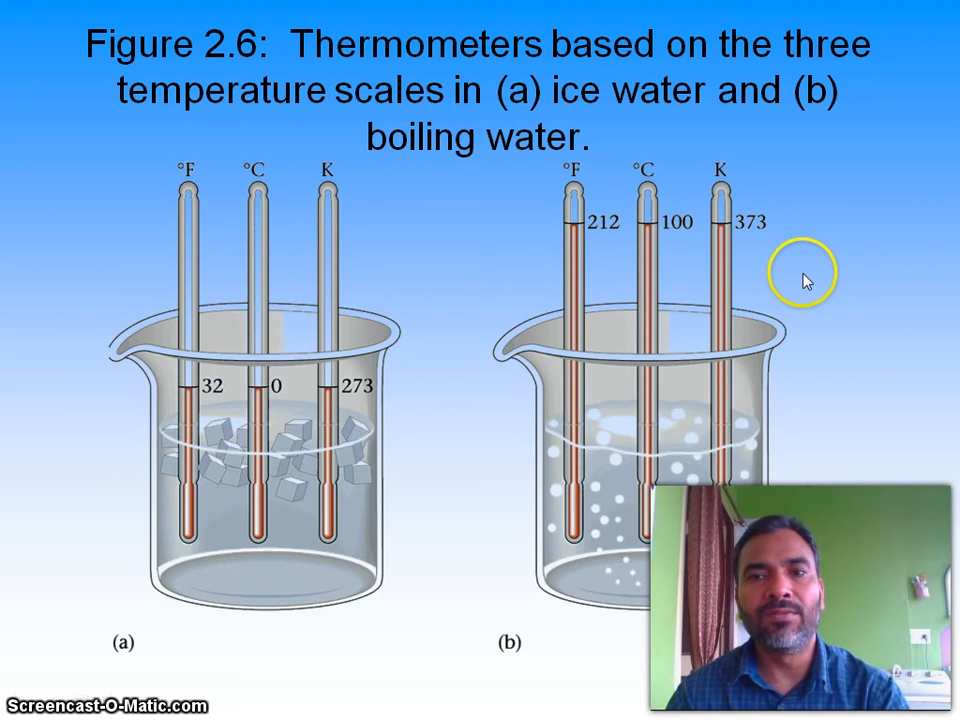 Figure 2.6: Thermometers based on the three
temperature scales in (a) ice water and (b)
boiling water.
°F °C K °F °C K
212 100 373
32 0 273
(a) (b)
Screencast-O-Matic.com